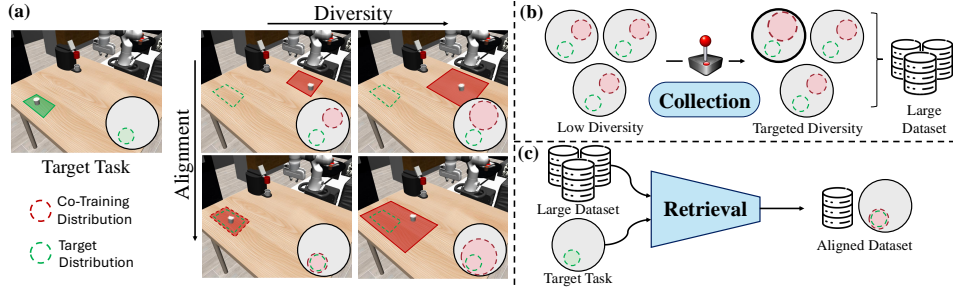 (a)
Diversity
Alignment
Target Task
Co-Training
Distribution
Target
Distribution
(b)
Low Diversity
Collection
Targeted Diversity
Large
Dataset
(c)
Large Dataset
Target Task
Retrieval
Aligned Dataset